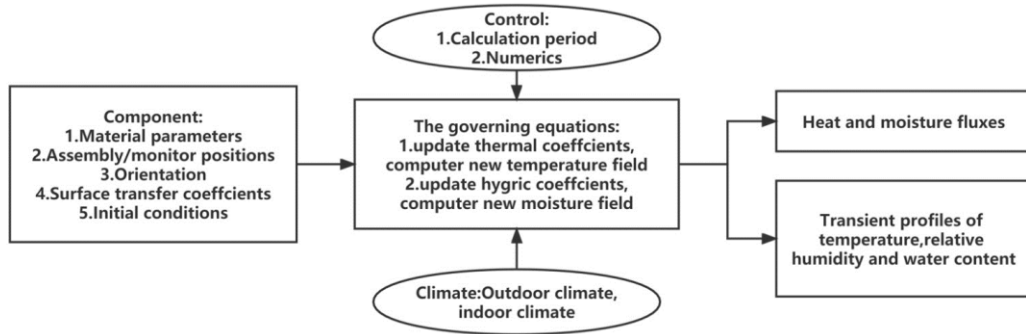 Control:
1.Calculation period
2.Numerics
Component:
1.Material parameters
2.Assembly/monitor positions
3.Orientation
4.Surface transfer coeffcients
5.Initial conditions
The governing equations:
1.update thermal coeffcients,
computer new temperature field
2.update hygric coeffcients,
computer new moisture field
Heat and moisture fluxes
Transient profiles of
temperature,relative
humidity and water content
Climate:Outdoor climate,
indoor climate